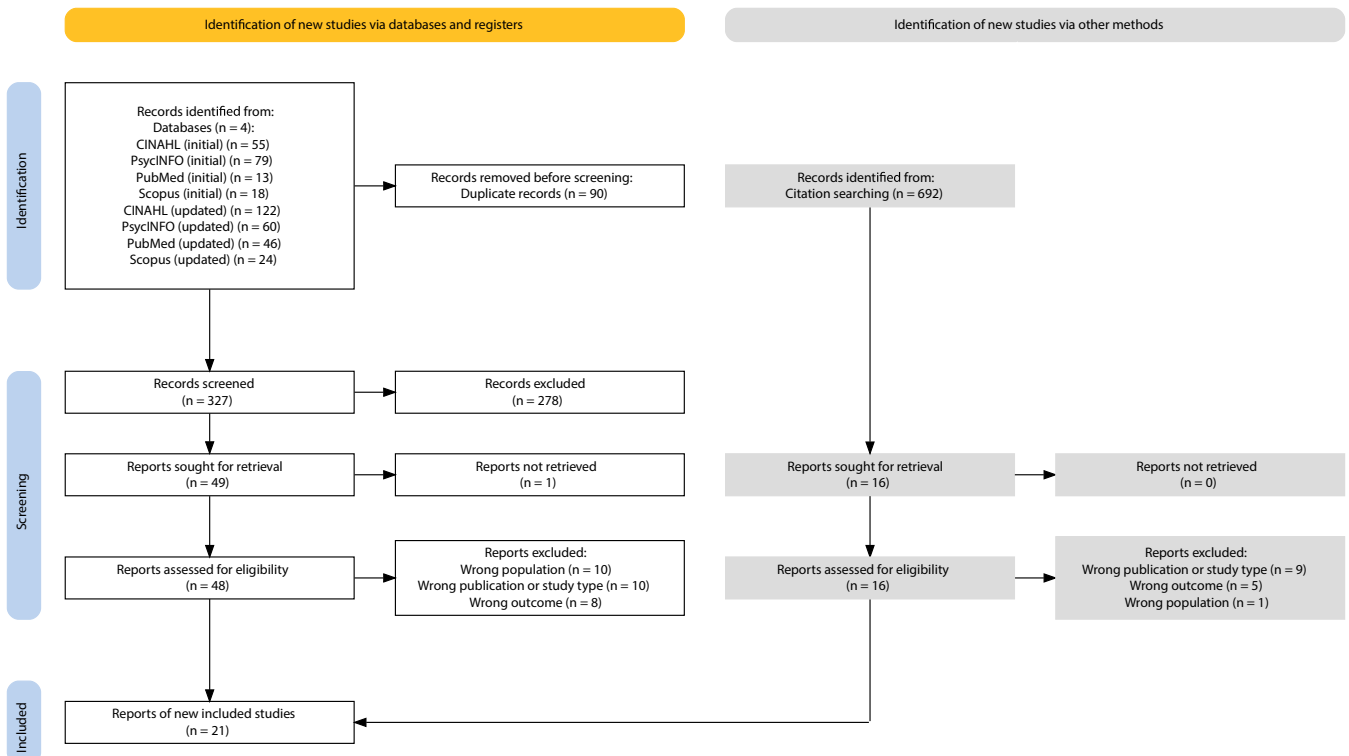 Identification of new studies via databases and registers
Identification of new studies via other methods
Identification
Records identified from:
Databases (n = 4):
CINAHL (initial) (n = 55)
PsycINFO (initial) (n = 79)
PubMed (initial) (n = 13)
Scopus (initial) (n = 18)
CINAHL (updated) (n = 122)
PsycINFO (updated) (n = 60)
PubMed (updated) (n = 46)
Scopus (updated) (n = 24)
Records removed before screening:
Duplicate records (n = 90)
Records identified from:
Citation searching (n = 692)
Screening
Records screened
(n = 327)
Records excluded
(n = 278)
Reports sought for retrieval
(n = 49)
Reports not retrieved
(n = 1)
Reports sought for retrieval
(n = 16)
Reports not retrieved
(n = 0)
Reports assessed for eligibility
(n = 48)
Reports excluded:
Wrong population (n = 10)
Wrong publication or study type (n = 10)
Wrong outcome (n = 8)
Reports assessed for eligibility
(n = 16)
Reports excluded:
Wrong publication or study type (n = 9)
Wrong outcome (n = 5)
Wrong population (n = 1)
Included
Reports of new included studies
(n = 21)